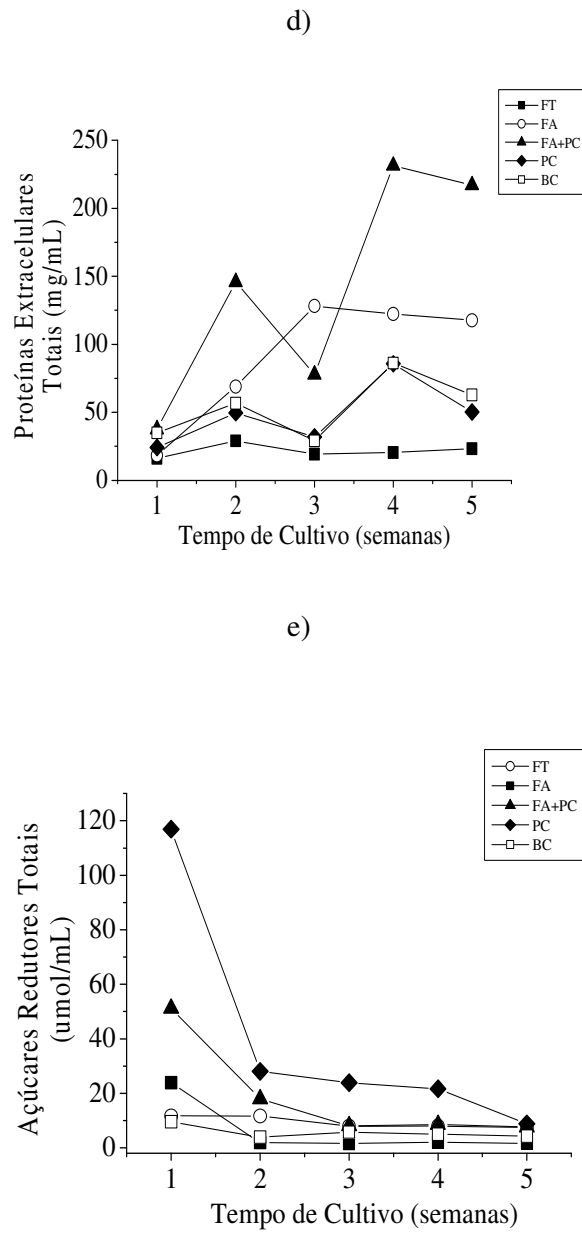 d)
FT
FA
FA+PC
PC
BC
250
200
150
100
50
0
Proteínas Extracelulares
Totais (mg/mL)
1 2 3 4 5
Tempo de Cultivo (semanas)
e)
FT
FA
FA+PC
PC
BC
120
100
80
60
40
20
0
Açúcares Redutores Totais
(umol/mL)
1 2 3 4 5
Tempo de Cultivo (semanas)